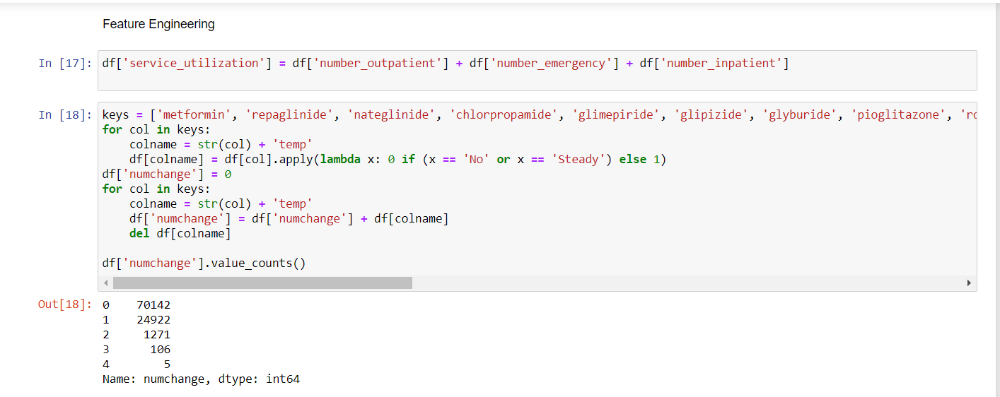 Feature Engineering
In [17]: df['service_utilization'] = df['number_outpatient'] + df['number_emergency'] + df['number_inpatient']
In [18]: keys = ['metformin', 'repaglinide', 'nateglinide', 'chlorpropamide', 'glimepiride', 'glipizide', 'glyburide', 'pioglitazone',
for col in keys:
    colname = str(col) + 'temp'
    df[colname] = df[col].apply(lambda x: 0 if (x == 'No' or x == 'Steady') else 1)
df['numchange'] = 0
for col in keys:
    colname = str(col) + 'temp'
    df['numchange'] = df['numchange'] + df[colname]
    del df[colname]
df['numchange'].value_counts()
Out[18]: 0    70142
1    24922
2     1271
3      106
4        5
Name: numchange, dtype: int64